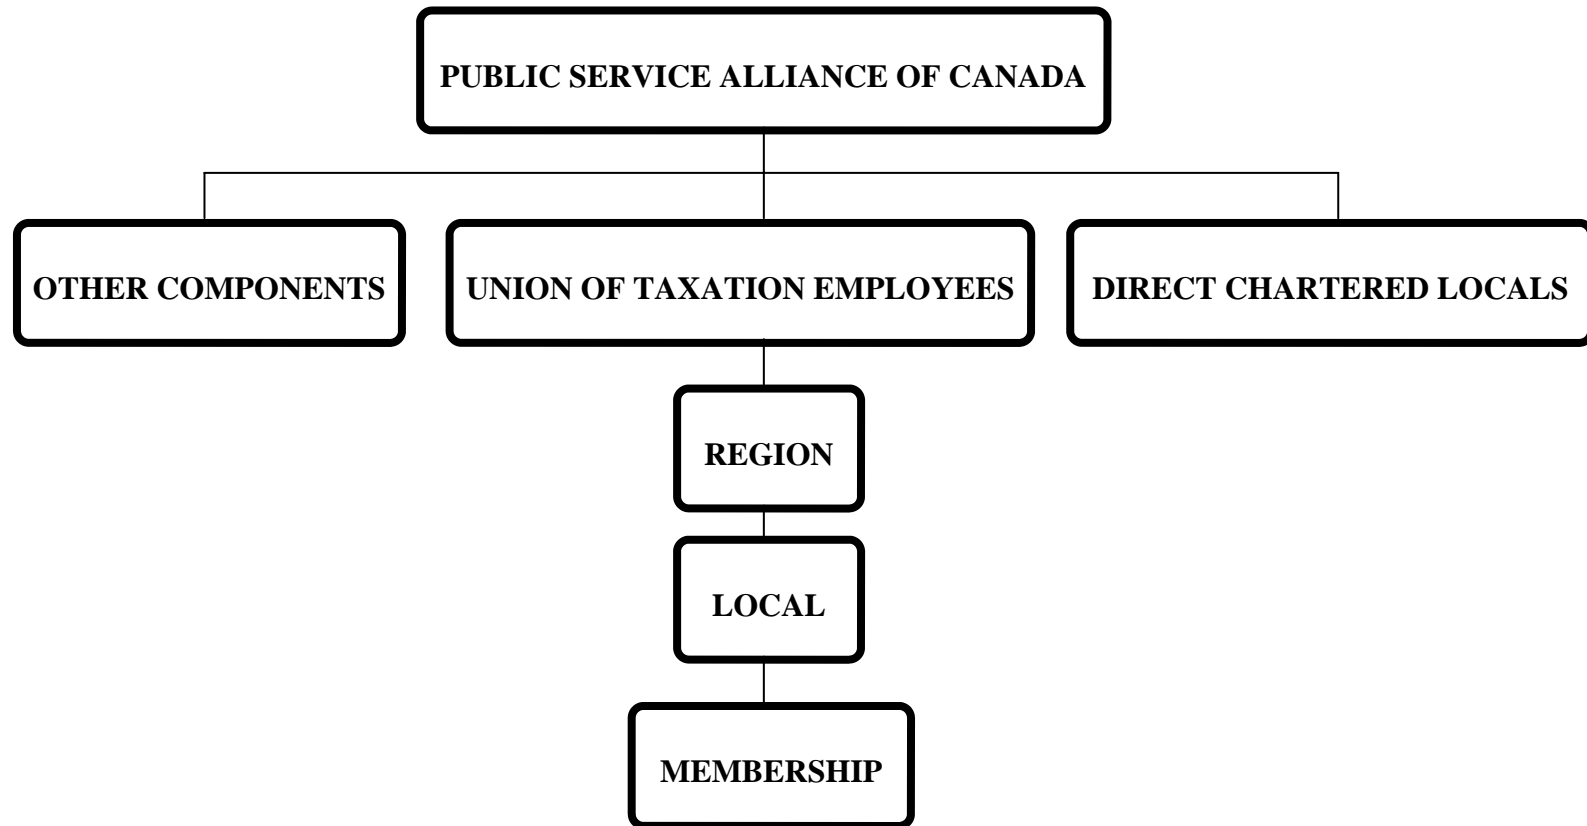 PUBLIC SERVICE ALLIANCE OF CANADA
OTHER COMPONENTS
UNION OF TAXATION EMPLOYEES
DIRECT CHARTERED LOCALS
REGION
LOCAL
MEMBERSHIP